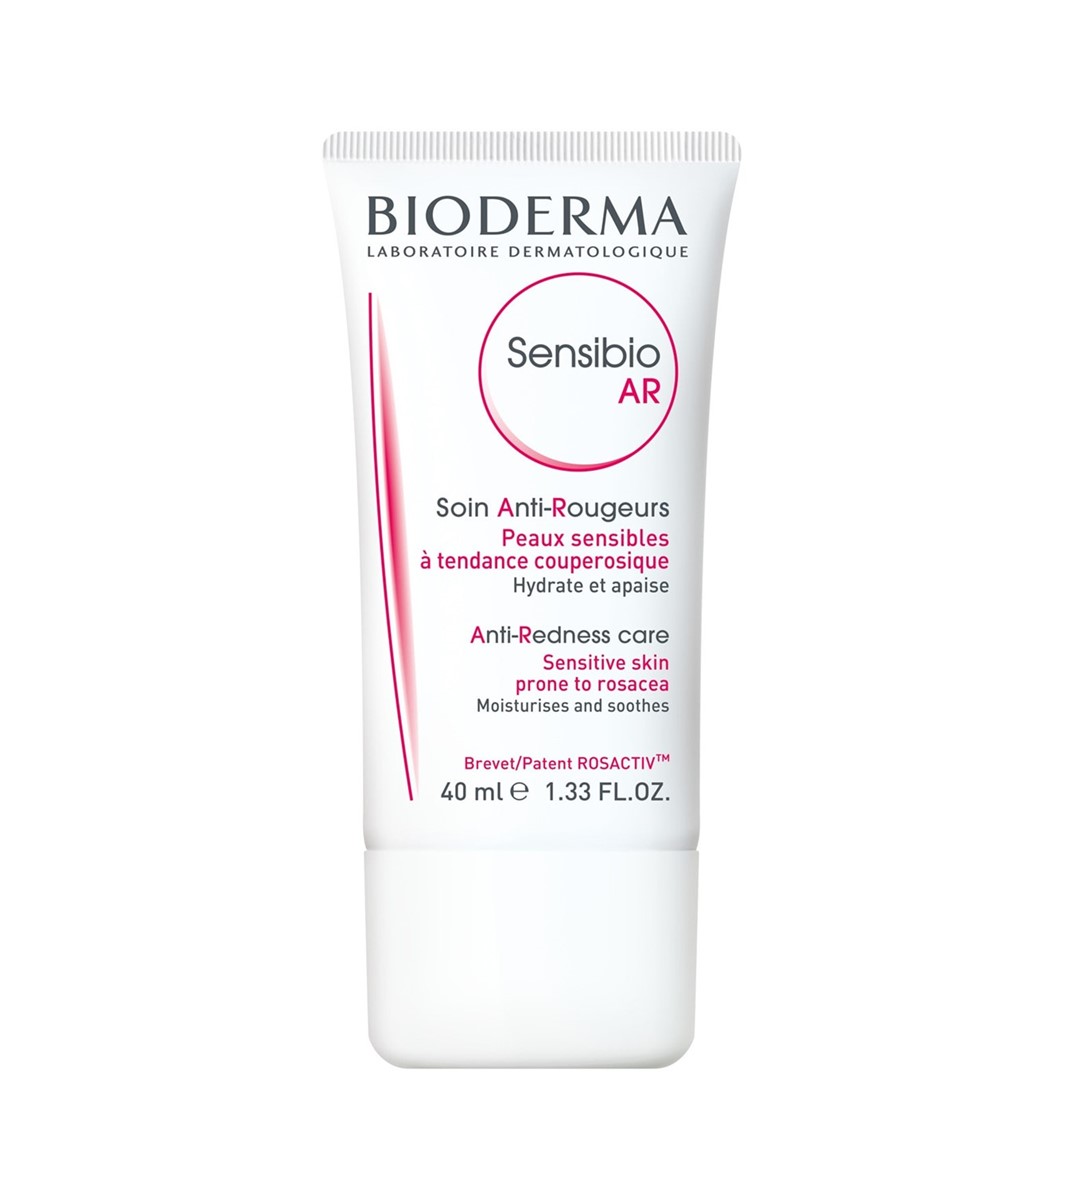 BIODERMA
LABORATOIRE DERMATOLOGIQUE
Sensibio
AR
Soin Anti-Rougeurs
Peaux sensibles
à tendance couperosique
Hydrate et apaise
Anti-Redness care
Sensitive skin
prone to rosacea
Moisturises and soothes
Brevet/Patent ROSACTIV™
40 ml ℮ 1.33 FL.OZ.